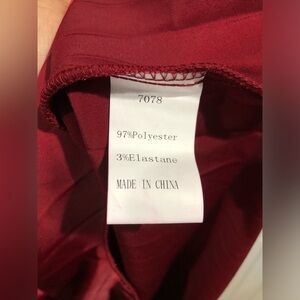 7078
97%Polyester
3%Elastane
MADE IN CHINA